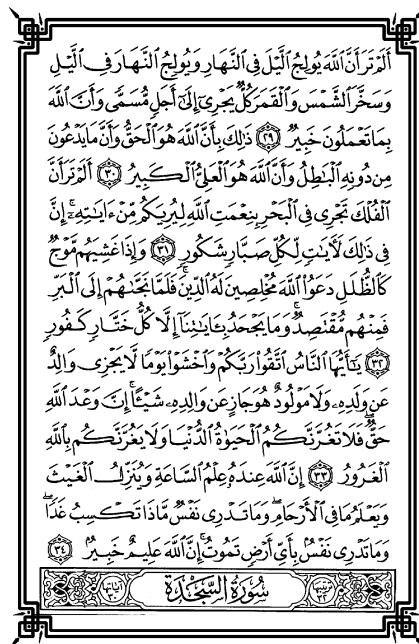 أَلَمْ تَرَ أَنَّ ٱللَّهَ يُولِجُ ٱلَّيْلَ فِى ٱلنَّهَارِ وَيُولِجُ ٱلنَّهَارَ فِى ٱلَّيْلِ
وَسَخَّرَ ٱلشَّمْسَ وَٱلْقَمَرَ كُلٌّ يَجْرِىٓ إِلَىٰٓ أَجَلٍ مُّسَمًّى وَأَنَّ ٱللَّهَ
بِمَا تَعْمَلُونَ خَبِيرٌ ٢٩ ذَٰلِكَ بِأَنَّ ٱللَّهَ هُوَ ٱلْحَقُّ وَأَنَّ مَا يَدْعُونَ
مِن دُونِهِ ٱلْبَٰطِلُ وَأَنَّ ٱللَّهَ هُوَ ٱلْعَلِىُّ ٱلْكَبِيرُ ٣٠ أَلَمْ تَرَ أَنَّ
ٱلْفُلْكَ تَجْرِى فِى ٱلْبَحْرِ بِنِعْمَتِ ٱللَّهِ لِيُرِيَكُم مِّنْ ءَايَٰتِهِۦٓ ۚ إِنَّ
فِى ذَٰلِكَ لَءَايَٰتٍ لِّكُلِّ صَبَّارٍ شَكُورٍ ٣١ وَإِذَا غَشِيَهُم مَّوْجٌ
كَٱلظُّلَلِ دَعَوُا۟ ٱللَّهَ مُخْلِصِينَ لَهُ ٱلدِّينَ فَلَمَّا نَجَّىٰهُمْ إِلَى ٱلْبَرِّ
فَمِنْهُم مُّقْتَصِدٌ ۚ وَمَا يَجْحَدُ بِـَٔايَٰتِنَآ إِلَّا كُلُّ خَتَّارٍ كَفُورٍ
٣٢ يَٰٓأَيُّهَا ٱلنَّاسُ ٱتَّقُوا۟ رَبَّكُمْ وَٱخْشَوْا۟ يَوْمًا لَّا يَجْزِى وَالِدٌ
عَن وَلَدِهِۦ وَلَا مَوْلُودٌ هُوَ جَازٍ عَن وَالِدِهِۦ شَيْـًٔا ۚ إِنَّ وَعْدَ ٱللَّهِ
حَقٌّ ۖ فَلَا تَغُرَّنَّكُمُ ٱلْحَيَوٰةُ ٱلدُّنْيَا وَلَا يَغُرَّنَّكُم بِٱللَّهِ
ٱلْغَرُورُ ٣٣ إِنَّ ٱللَّهَ عِندَهُۥ عِلْمُ ٱلسَّاعَةِ وَيُنَزِّلُ ٱلْغَيْثَ
وَيَعْلَمُ مَا فِى ٱلْأَرْحَامِ ۖ وَمَا تَدْرِى نَفْسٌ مَّاذَا تَكْسِبُ غَدًا ۖ
وَمَا تَدْرِى نَفْسٌۢ بِأَىِّ أَرْضٍ تَمُوتُ ۚ إِنَّ ٱللَّهَ عَلِيمٌ خَبِيرٌۢ ٣٤
سُورَةُ ٱلسَّجْدَةِ